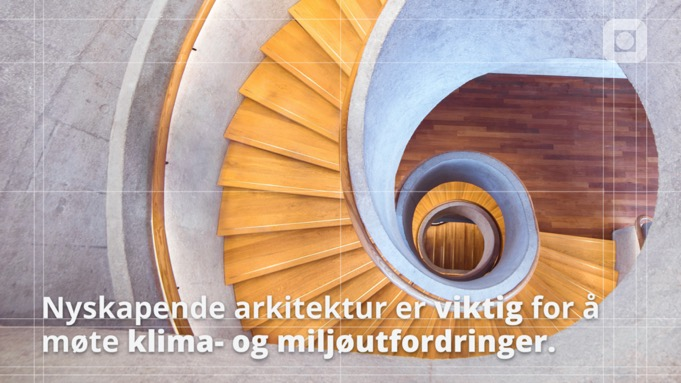 Nyskapende arkitektur er viktig for å
møte klima- og miljøutfordringer.